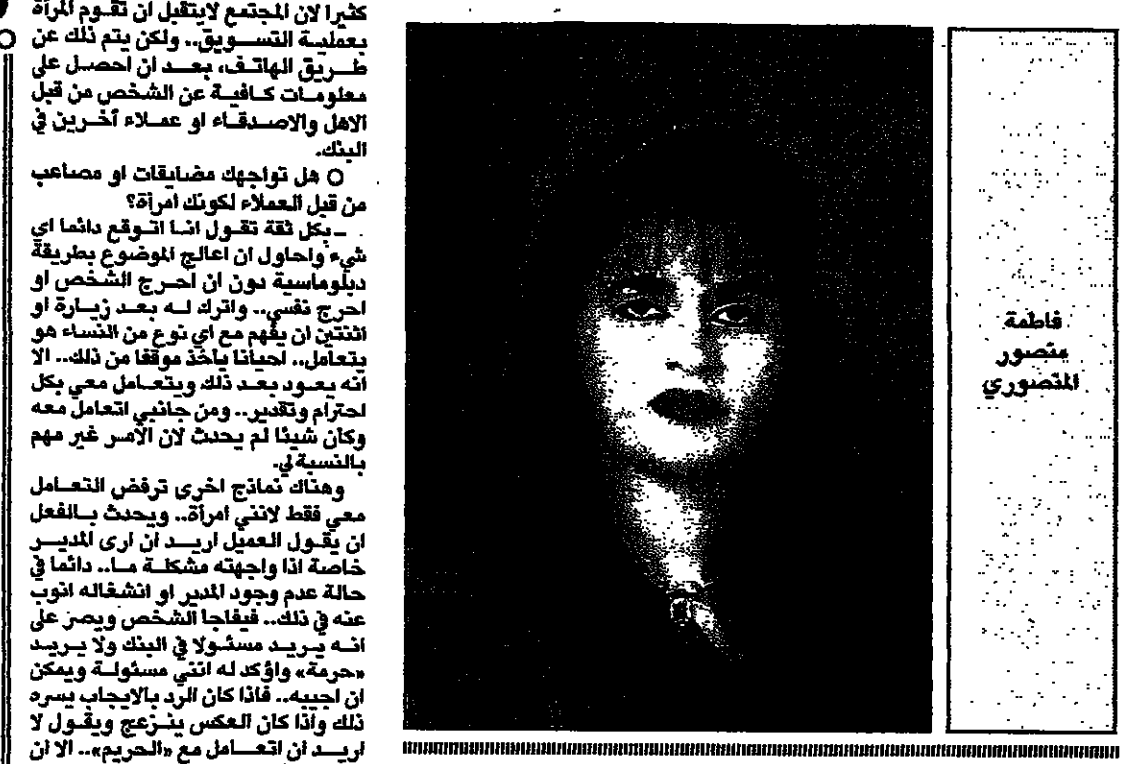 كثيرا لان المجتمع لايتقبل ان تقوم المرأة
بعملية التسويق.. ولكن يتم ذلك عن
طريق الهاتف، بعد ان احصل على
معلومات كافية عن الشخص من قبل
الاهل والاصدقاء او عملاء آخرين في
البنك.
○ هل تواجهك مضايقات او مصاعب
من قبل العملاء لكونك امرأة؟
ـ بكل ثقة تقول انا اتوقع دائما اي
شيء واحاول ان اعالج الموضوع بطريقة
دبلوماسية دون ان احرج الشخص او
احرج نفسي.. واترك له بعد زيارة او
اثنتين ان يفهم مع اي نوع من النساء هو
يتعامل.. احيانا يأخذ موقفا من ذلك.. الا
انه يعود بعد ذلك ويتعامل معي بكل
احترام وتقدير.. ومن جانبي اتعامل معه
وكأن شيئا لم يحدث لان الأمر غير مهم
بالنسبة لي.
وهناك نماذج اخرى ترفض التعامل
معي فقط لانني امرأة.. ويحدث بالفعل
ان يقول العميل اريد ان ارى المدير
خاصة اذا واجهته مشكلة ما.. دائما في
حالة عدم وجود المدير او انشغاله انوب
عنه في ذلك.. فيفاجا الشخص ويصر على
انه يريد مسئولا في البنك ولا يريد
«حرمة» واؤكد له انني مسئولة ويمكن
ان اجيبه.. فاذا كان الرد بالايجاب يسره
ذلك واذا كان العكس ينزعج ويقول لا
اريد ان اتعامل مع «الحريم».. الا ان
فاطمة
منصور
المنصوري